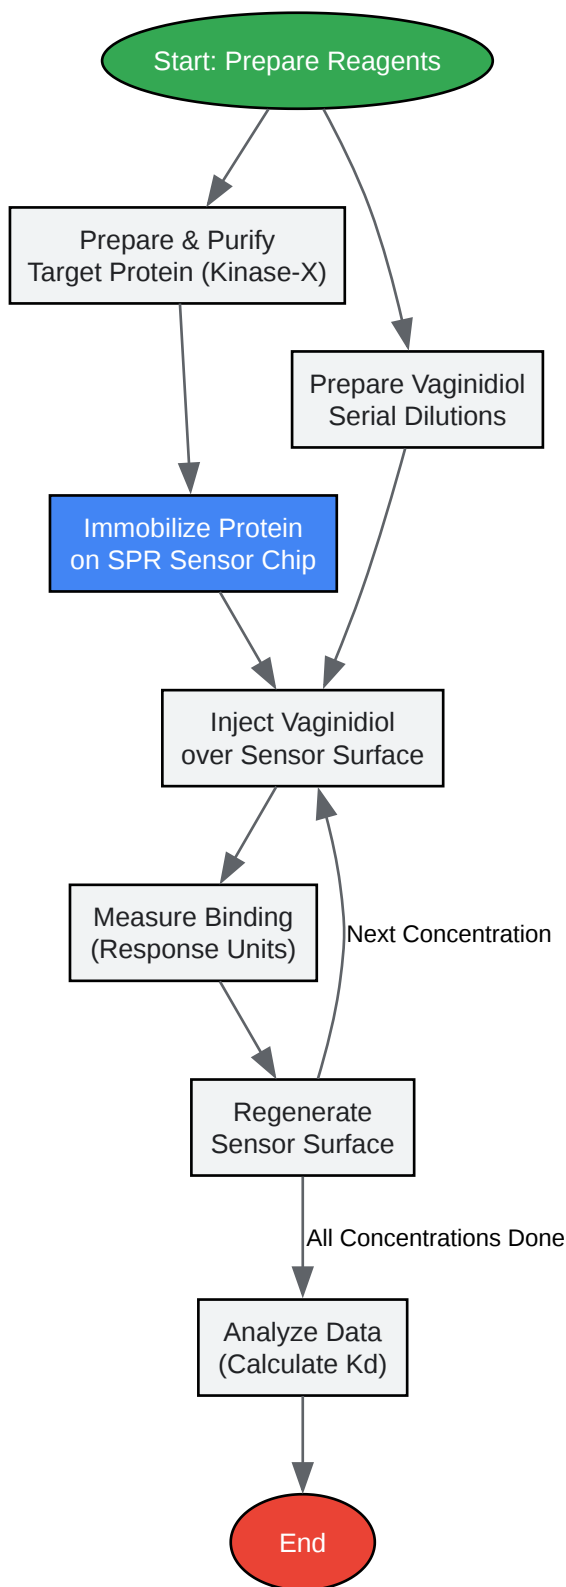 Start: Prepare Reagents
Prepare & Purify
Target Protein (Kinase-X)
Prepare Vaginidiol
Serial Dilutions
Immobilize Protein
on SPR Sensor Chip
Inject Vaginidiol
over Sensor Surface
Measure Binding
(Response Units)
Next Concentration
Regenerate
Sensor Surface
All Concentrations Done
Analyze Data
(Calculate Kd)
End